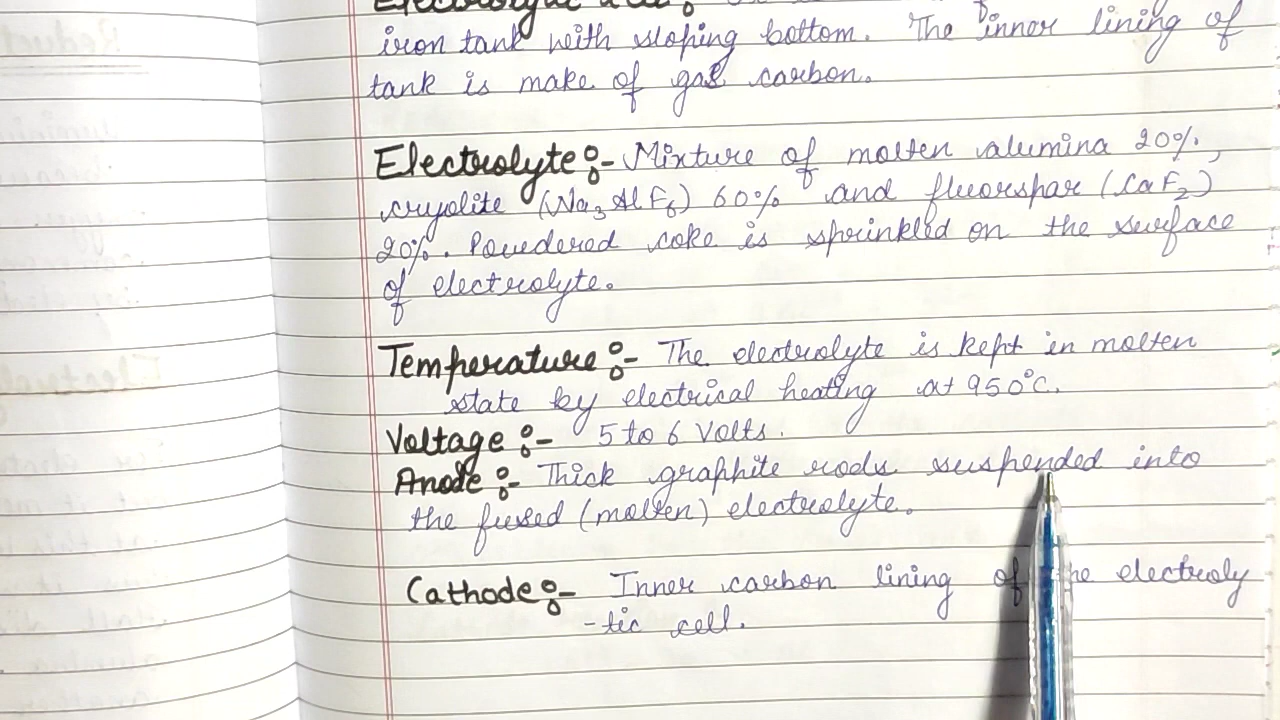 Electrolytic
iron tank with sloping bottom. The inner lining of
tank is make of gas carbon.
Electrolyte :- Mixture of molten alumina 20%,
cryolite (Na3AlF6) 60% and fluorspar (CaF2)
20%. Powdered coke is sprinkled on the surface
of electrolyte.
Temperature :- The electrolyte is kept in molten
state by electrical heating at 950°C.
Voltage :- 5 to 6 Volts.
Anode :- Thick graphite rods suspended into
the fused (molten) electrolyte.
Cathode :- Inner carbon lining of the electroly
-tic cell.